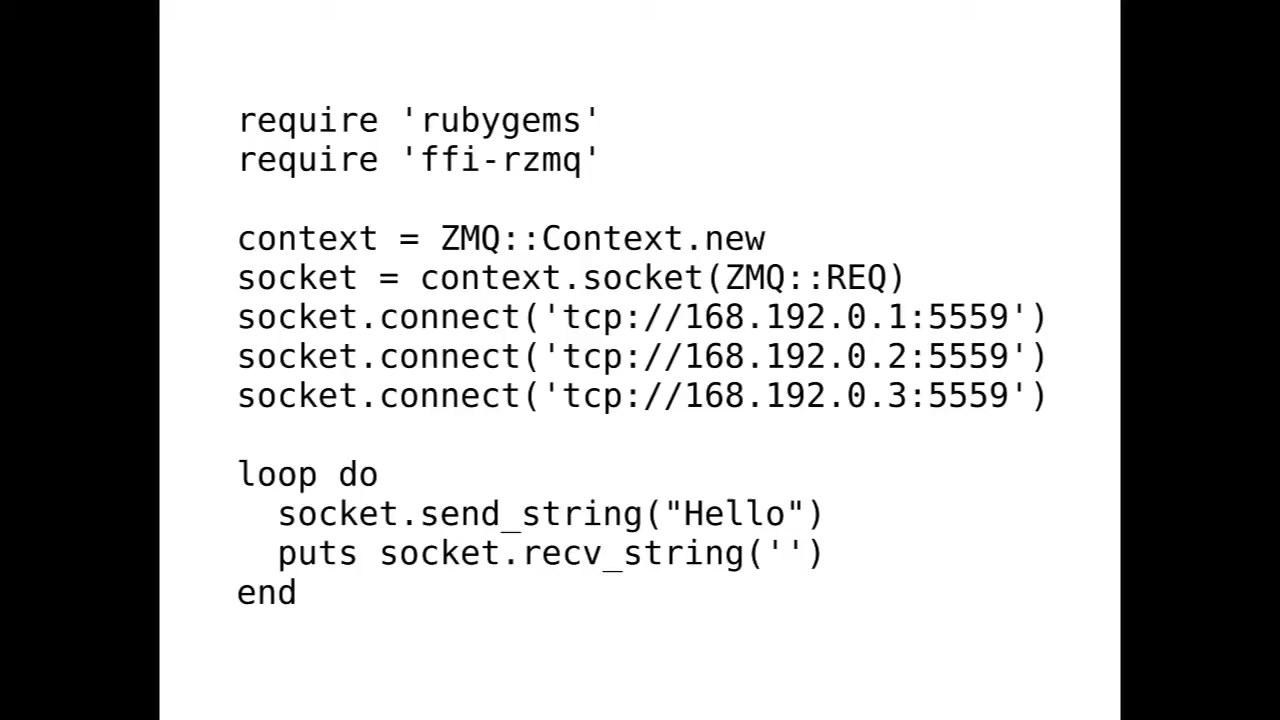 require 'rubygems'
require 'ffi-rzmq'

context = ZMQ::Context.new
socket = context.socket(ZMQ::REQ)
socket.connect('tcp://168.192.0.1:5559')
socket.connect('tcp://168.192.0.2:5559')
socket.connect('tcp://168.192.0.3:5559')

loop do
  socket.send_string("Hello")
  puts socket.recv_string('')
end